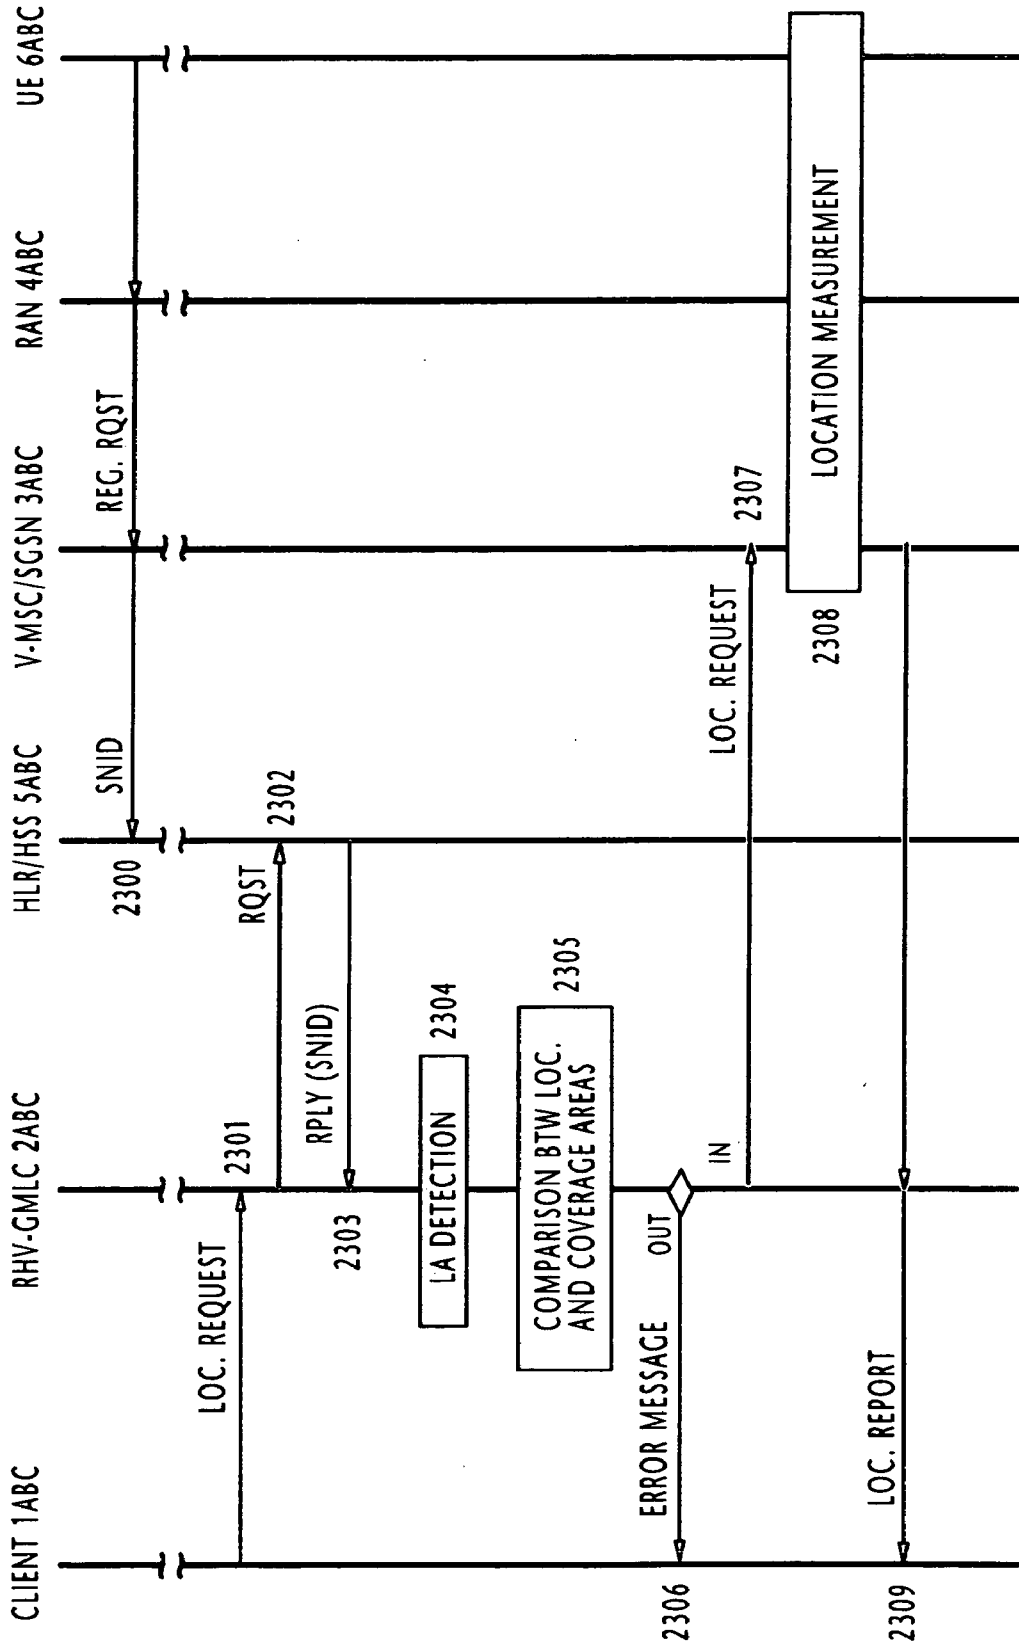 CLIENT 1ABC
RHV-GMLC 2ABC
HLR/HSS 5ABC
V-MSC/SGSN 3ABC
RAN 4ABC
UE 6ABC
2300
SNID
REG. RQST
LOC. REQUEST
2301
RQST
2302
2303
RPLY (SNID)
LA DETECTION
2304
COMPARISON BTW LOC.
AND COVERAGE AREAS
2305
2306
ERROR MESSAGE
OUT
IN
LOC. REQUEST
2307
2308
LOCATION MEASUREMENT
2309
LOC. REPORT